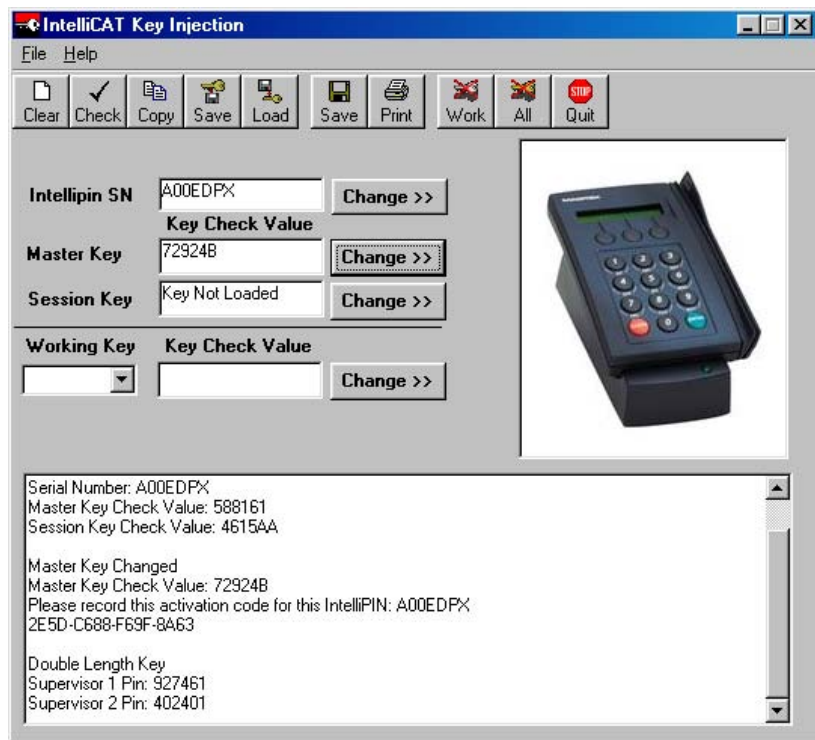 IntelliCAT Key Injection
File Help
Clear Check Copy Save Load Save Print Work All STOP Quit
Intellipin SN A00EDPX Change >>
Key Check Value
Master Key 72924B Change >>
Session Key Key Not Loaded Change >>
Working Key Key Check Value
Change >>
Serial Number: A00EDPX
Master Key Check Value: 588161
Session Key Check Value: 4615AA
Master Key Changed
Master Key Check Value: 72924B
Please record this activation code for this IntelliPIN: A00EDPX
2E5D-C688-F69F-8A63
Double Length Key
Supervisor 1 Pin: 927461
Supervisor 2 Pin: 402401